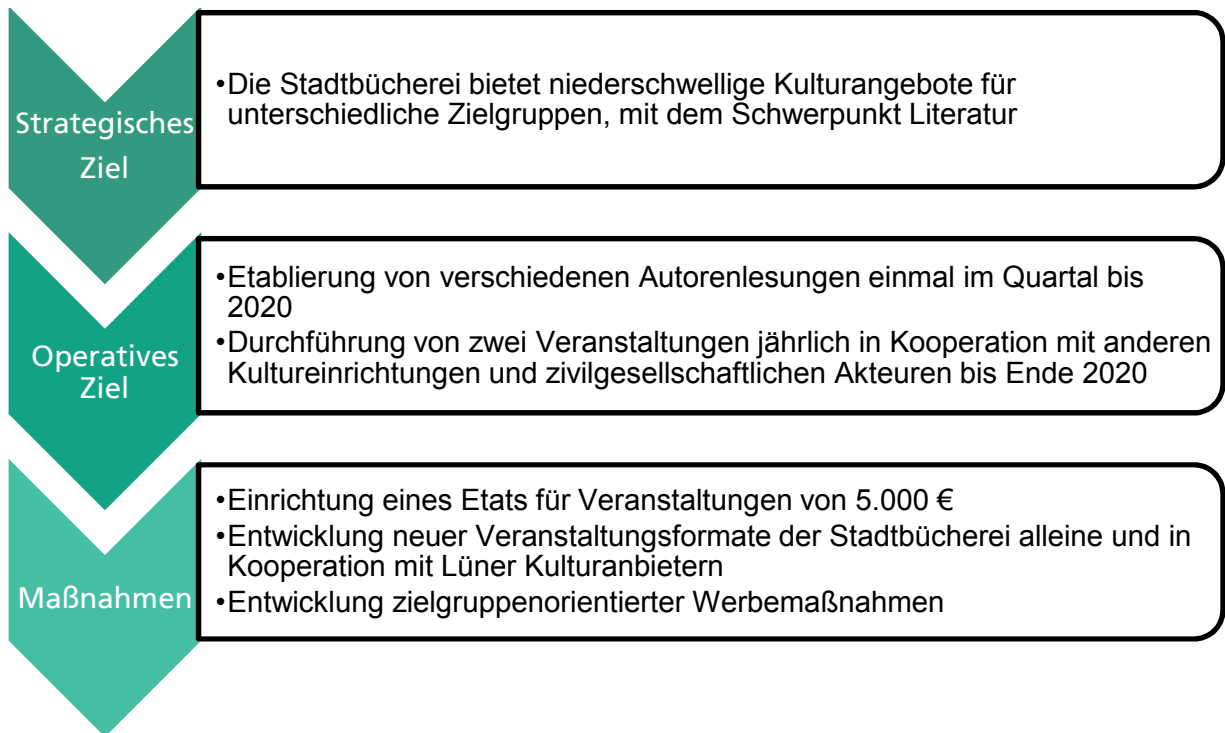 Strategisches
Ziel
•Die Stadtbücherei bietet niederschwellige Kulturangebote für
unterschiedliche Zielgruppen, mit dem Schwerpunkt Literatur
Operatives
Ziel
•Etablierung von verschiedenen Autorenlesungen einmal im Quartal bis
2020
•Durchführung von zwei Veranstaltungen jährlich in Kooperation mit anderen
Kultureinrichtungen und zivilgesellschaftlichen Akteuren bis Ende 2020
Maßnahmen
•Einrichtung eines Etats für Veranstaltungen von 5.000 €
•Entwicklung neuer Veranstaltungsformate der Stadtbücherei alleine und in
Kooperation mit Lüner Kulturanbietern
•Entwicklung zielgruppenorientierter Werbemaßnahmen